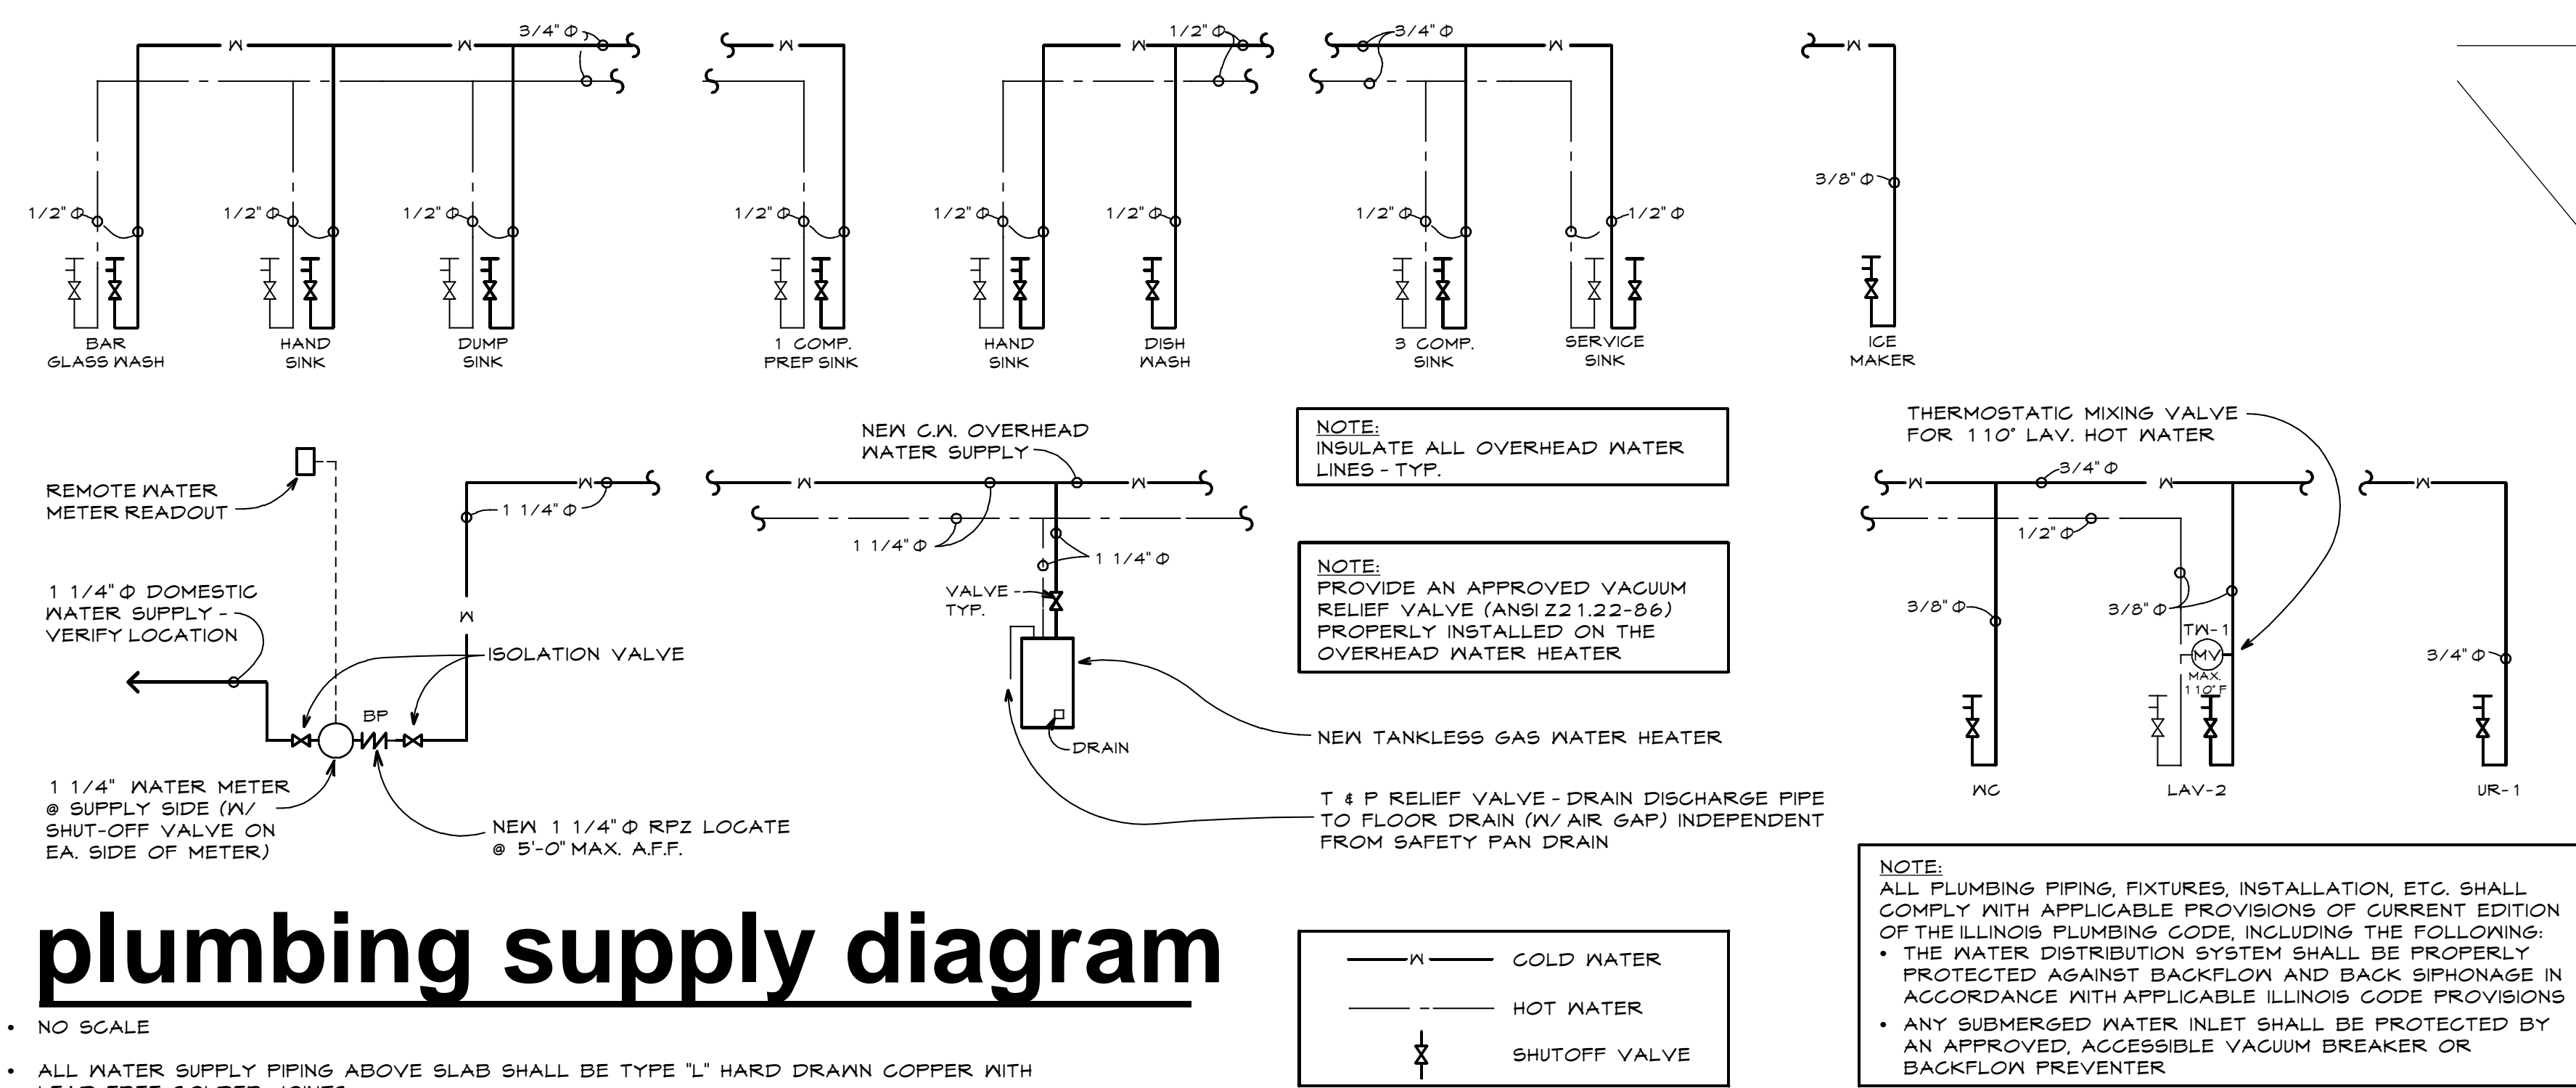 3/4" Φ
W
W
1/2" Φ
1/2" Φ
1/2" Φ
BAR
GLASS WASH
HAND
SINK
DUMP
SINK
W
1/2" Φ
1 COMP.
PREP SINK
1/2" Φ
W
1/2" Φ
1/2" Φ
HAND
SINK
DISH
WASH
3/4" Φ
W
1/2" Φ
1/2" Φ
3 COMP.
SINK
SERVICE
SINK
W
3/8" Φ
ICE
MAKER
REMOTE WATER
METER READOUT
W
1 1/4" Φ
W
1 1/4" Φ DOMESTIC
WATER SUPPLY -
VERIFY LOCATION
ISOLATION VALVE
BP
1 1/4" WATER METER
@ SUPPLY SIDE (W/
SHUT-OFF VALVE ON
EA. SIDE OF METER)
NEW 1 1/4" Φ RPZ LOCATE
@ 5'-0" MAX. A.F.F.
NEW C.W. OVERHEAD
WATER SUPPLY
W
W
1 1/4" Φ
1 1/4" Φ
VALVE -
TYP.
DRAIN
NEW TANKLESS GAS WATER HEATER
T & P RELIEF VALVE - DRAIN DISCHARGE PIPE
TO FLOOR DRAIN (W/ AIR GAP) INDEPENDENT
FROM SAFETY PAN DRAIN
NOTE:
INSULATE ALL OVERHEAD WATER
LINES - TYP.
NOTE:
PROVIDE AN APPROVED VACUUM
RELIEF VALVE (ANSI Z21.22-86)
PROPERLY INSTALLED ON THE
OVERHEAD WATER HEATER
THERMOSTATIC MIXING VALVE
FOR 110° LAV. HOT WATER
3/4" Φ
W
W
1/2" Φ
3/8" Φ
3/8" Φ
TW-1
MV
MAX.
110°F
WC
LAV-2
W
3/4" Φ
UR-1
plumbing supply diagram
• NO SCALE
• ALL WATER SUPPLY PIPING ABOVE SLAB SHALL BE TYPE "L" HARD DRAWN COPPER WITH
W COLD WATER
HOT WATER
SHUTOFF VALVE
NOTE:
ALL PLUMBING PIPING, FIXTURES, INSTALLATION, ETC. SHALL
COMPLY WITH APPLICABLE PROVISIONS OF CURRENT EDITION
OF THE ILLINOIS PLUMBING CODE, INCLUDING THE FOLLOWING:
• THE WATER DISTRIBUTION SYSTEM SHALL BE PROPERLY
PROTECTED AGAINST BACKFLOW AND BACK SIPHONAGE IN
ACCORDANCE WITH APPLICABLE ILLINOIS CODE PROVISIONS
• ANY SUBMERGED WATER INLET SHALL BE PROTECTED BY
AN APPROVED, ACCESSIBLE VACUUM BREAKER OR
BACKFLOW PREVENTER